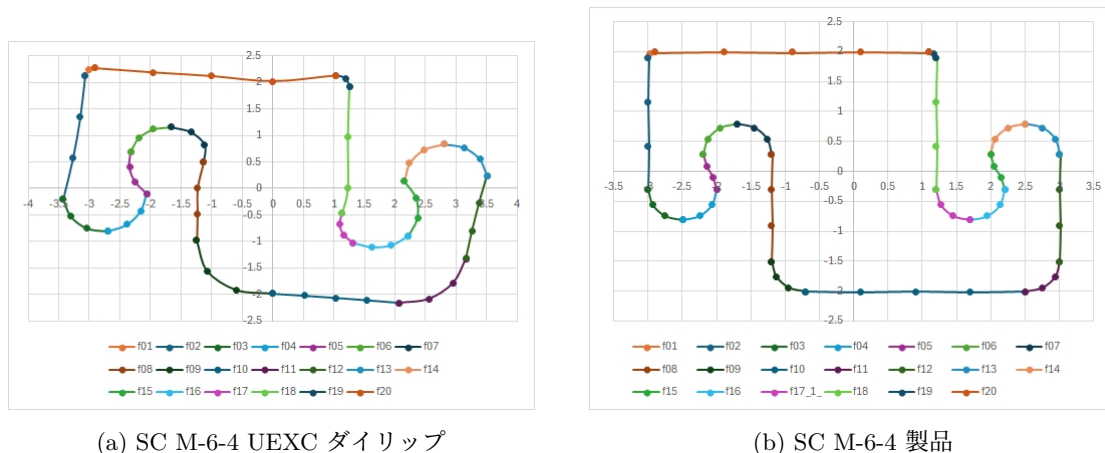 2.5
2
1.5
1
0.5
0
-4 -3.5 -3 -2.5 -2 -1.5 -1 -0.5 0 0.5 1 1.5 2 2.5 3 3.5 4
-0.5
-1
-1.5
-2
-2.5
f01 f02 f03 f04 f05 f06 f07
f08 f09 f10 f11 f12 f13 f14
f15 f16 f17 f18 f19 f20
(a) SC M-6-4 UEXC ダイリップ
2.5
2
1.5
1
0.5
0
-3.5 -3 -2.5 -2 -1.5 -1 -0.5 0 0.5 1 1.5 2 2.5 3 3.5
-0.5
-1
-1.5
-2
-2.5
f01 f02 f03 f04 f05 f06 f07
f08 f09 f10 f11 f12 f13 f14
f15 f16 f17_1_ f18 f19 f20
(b) SC M-6-4 製品